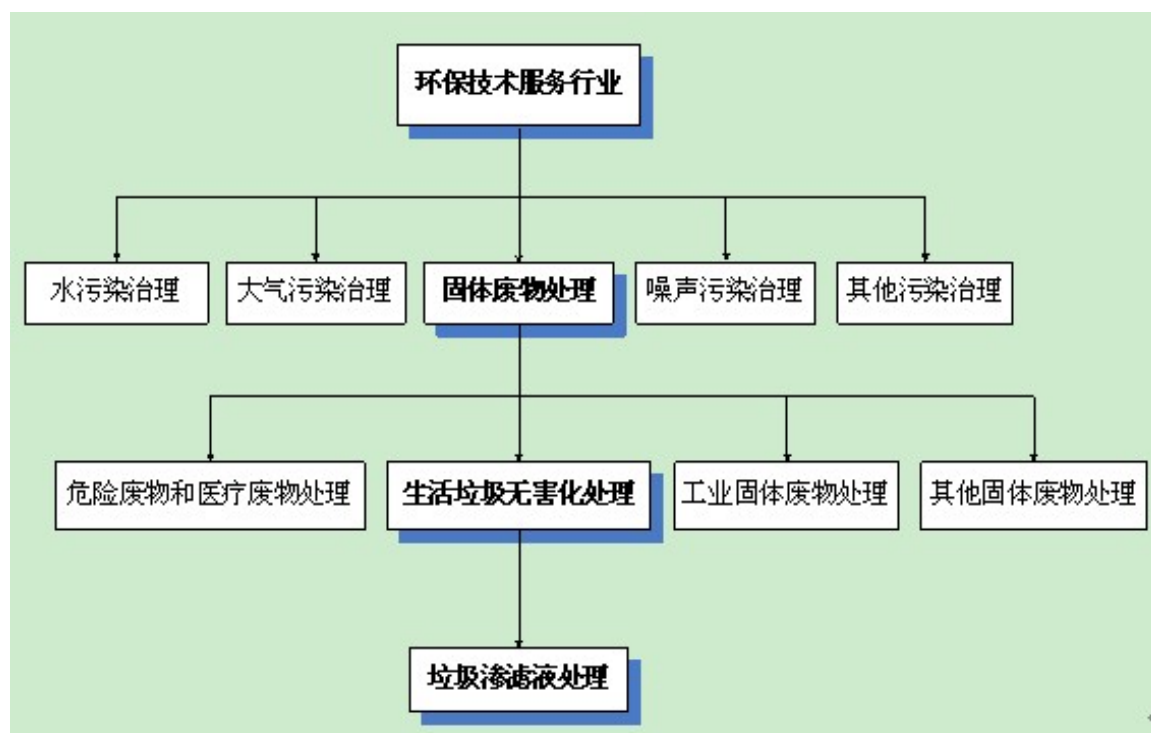 环保技术服务行业
水污染治理
大气污染治理
固体废物处理
噪声污染治理
其他污染治理
危险废物和医疗废物处理
生活垃圾无害化处理
工业固体废物处理
其他固体废物处理
垃圾渗滤液处理